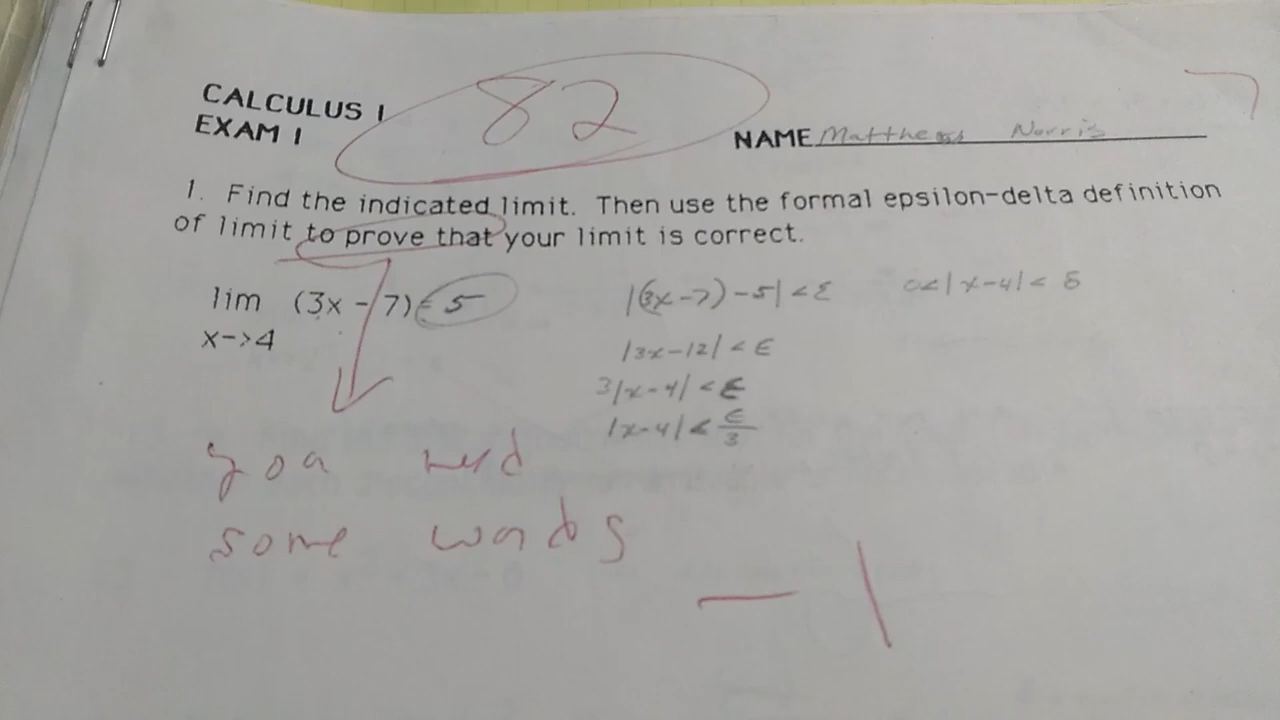 CALCULUS I
EXAM I
82
NAME Matthew Norris
1. Find the indicated limit. Then use the formal epsilon-delta definition
of limit to prove that your limit is correct.
lim (3x - 7) = 5
x->4
|(3x-7)-5| < ε
0<|x-4|< δ
|3x-12| < ε
3|x-4| < ε
|x-4| < ε/3
you need
some words
-1